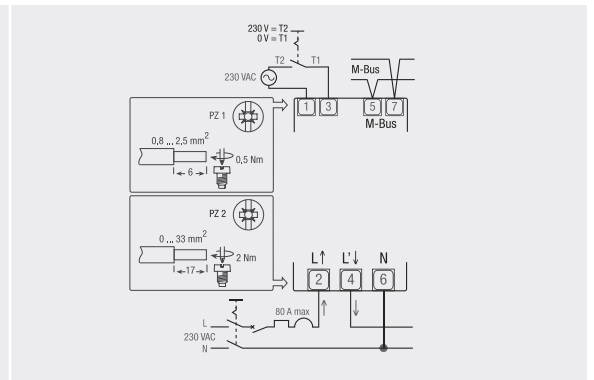 230 V = T2
0 V = T1
T2 T1
230 VAC
M-Bus
1 3 5 7
M-Bus
PZ 1
0,8 ... 2,5 mm²
0,5 Nm
6
PZ 2
0 ... 33 mm²
2 Nm
17
L↑ L'↓ N
2 4 6
80 A max
L
230 VAC
N